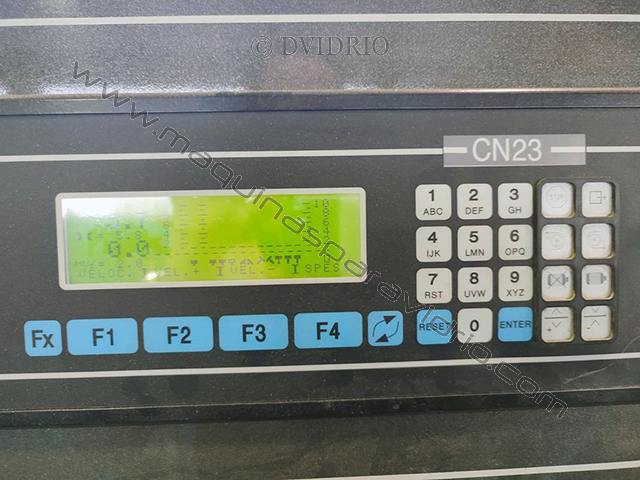 © DVIDRIO
www.maquinasparavidrio.com
CN23
0.0
VELOC. VEL.+ VEL.- SPES
1 ABC 2 DEF 3 GH
4 IJK 5 LMN 6 OPQ
7 RST 8 UVW 9 XYZ
RESET 0 ENTER
Fx F1 F2 F3 F4